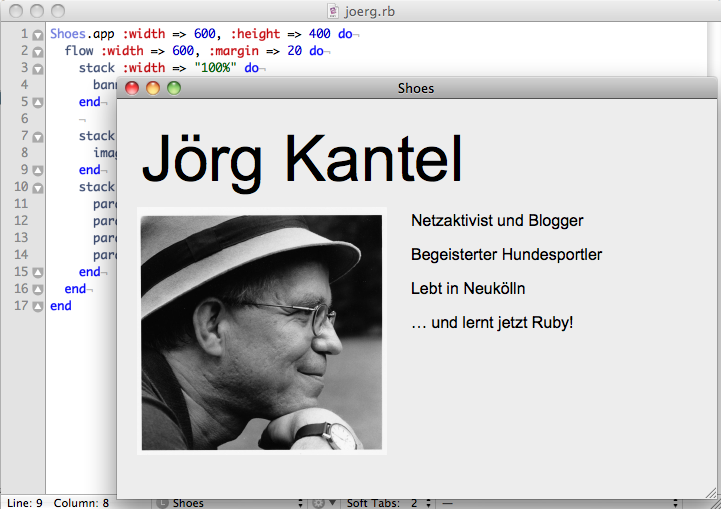 joerg.rb
1 Shoes.app :width => 600, :height => 400 do¬
2 flow :width => 600, :margin => 20 do¬
3 stack :width => "100%" do¬
4 bann
5 end¬
6 ¬
7 stack
8 imag
9 end¬
10 stack
11 para
12 para
13 para
14 para
15 end¬
16 end¬
17 end
Shoes
Jörg Kantel
Netzaktivist und Blogger
Begeisterter Hundesportler
Lebt in Neukölln
… und lernt jetzt Ruby!
Line: 9 Column: 8 L Shoes Soft Tabs: 2 —